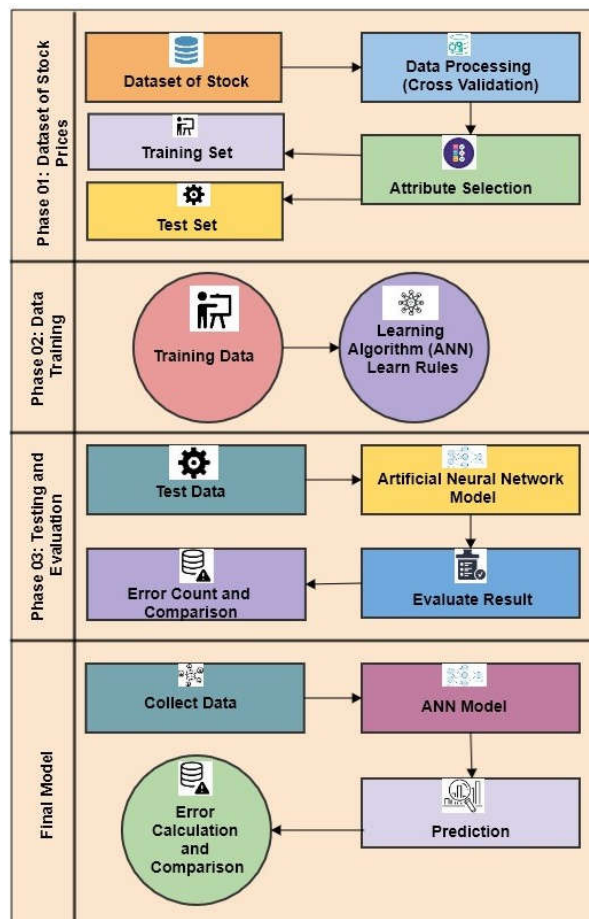 Phase 01: Dataset of Stock
Prices
Dataset of Stock
Data Processing
(Cross Validation)
Training Set
Attribute Selection
Test Set
Phase 02: Data
Training
Training Data
Learning
Algorithm (ANN)
Learn Rules
Phase 03: Testing and
Evaluation
Test Data
Artificial Neural Network
Model
Error Count and
Comparison
Evaluate Result
Final Model
Collect Data
ANN Model
Error
Calculation
and
Comparison
Prediction